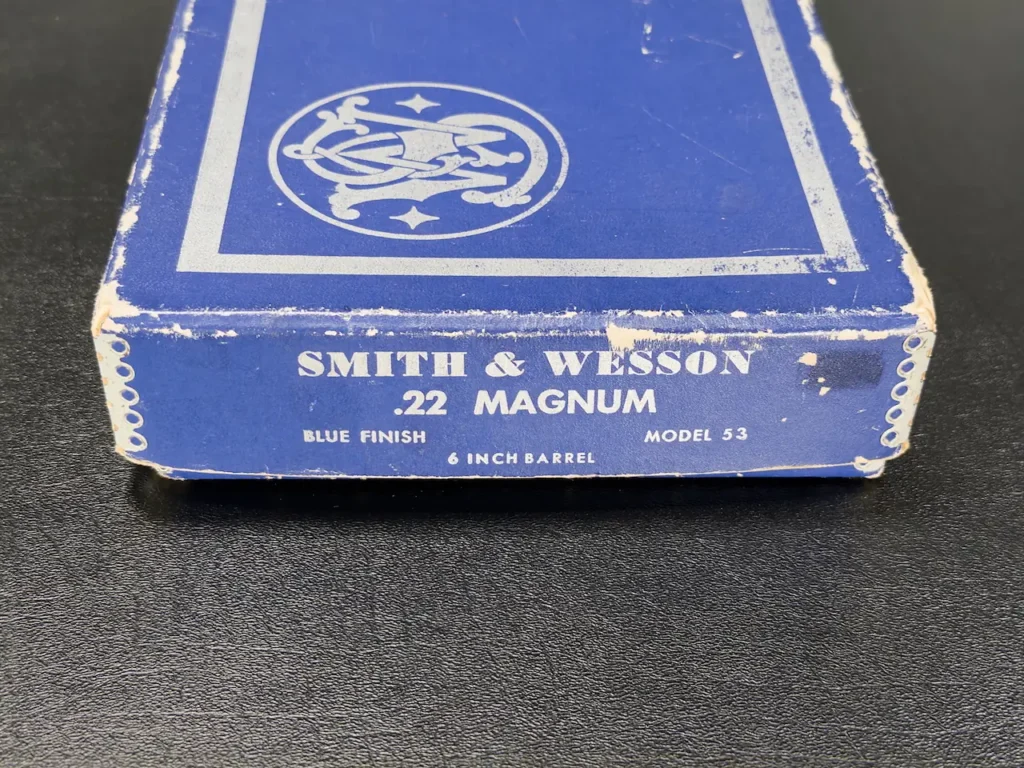 SMITH & WESSON
.22 MAGNUM
BLUE FINISH MODEL 53
6 INCH BARREL